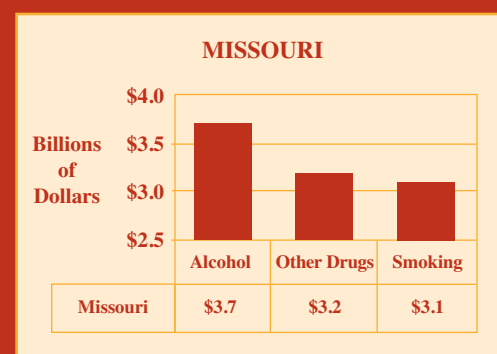 MISSOURI
$4.0
$3.5
$3.0
$2.5
Billions
of
Dollars
Alcohol Other Drugs Smoking
Missouri $3.7 $3.2 $3.1